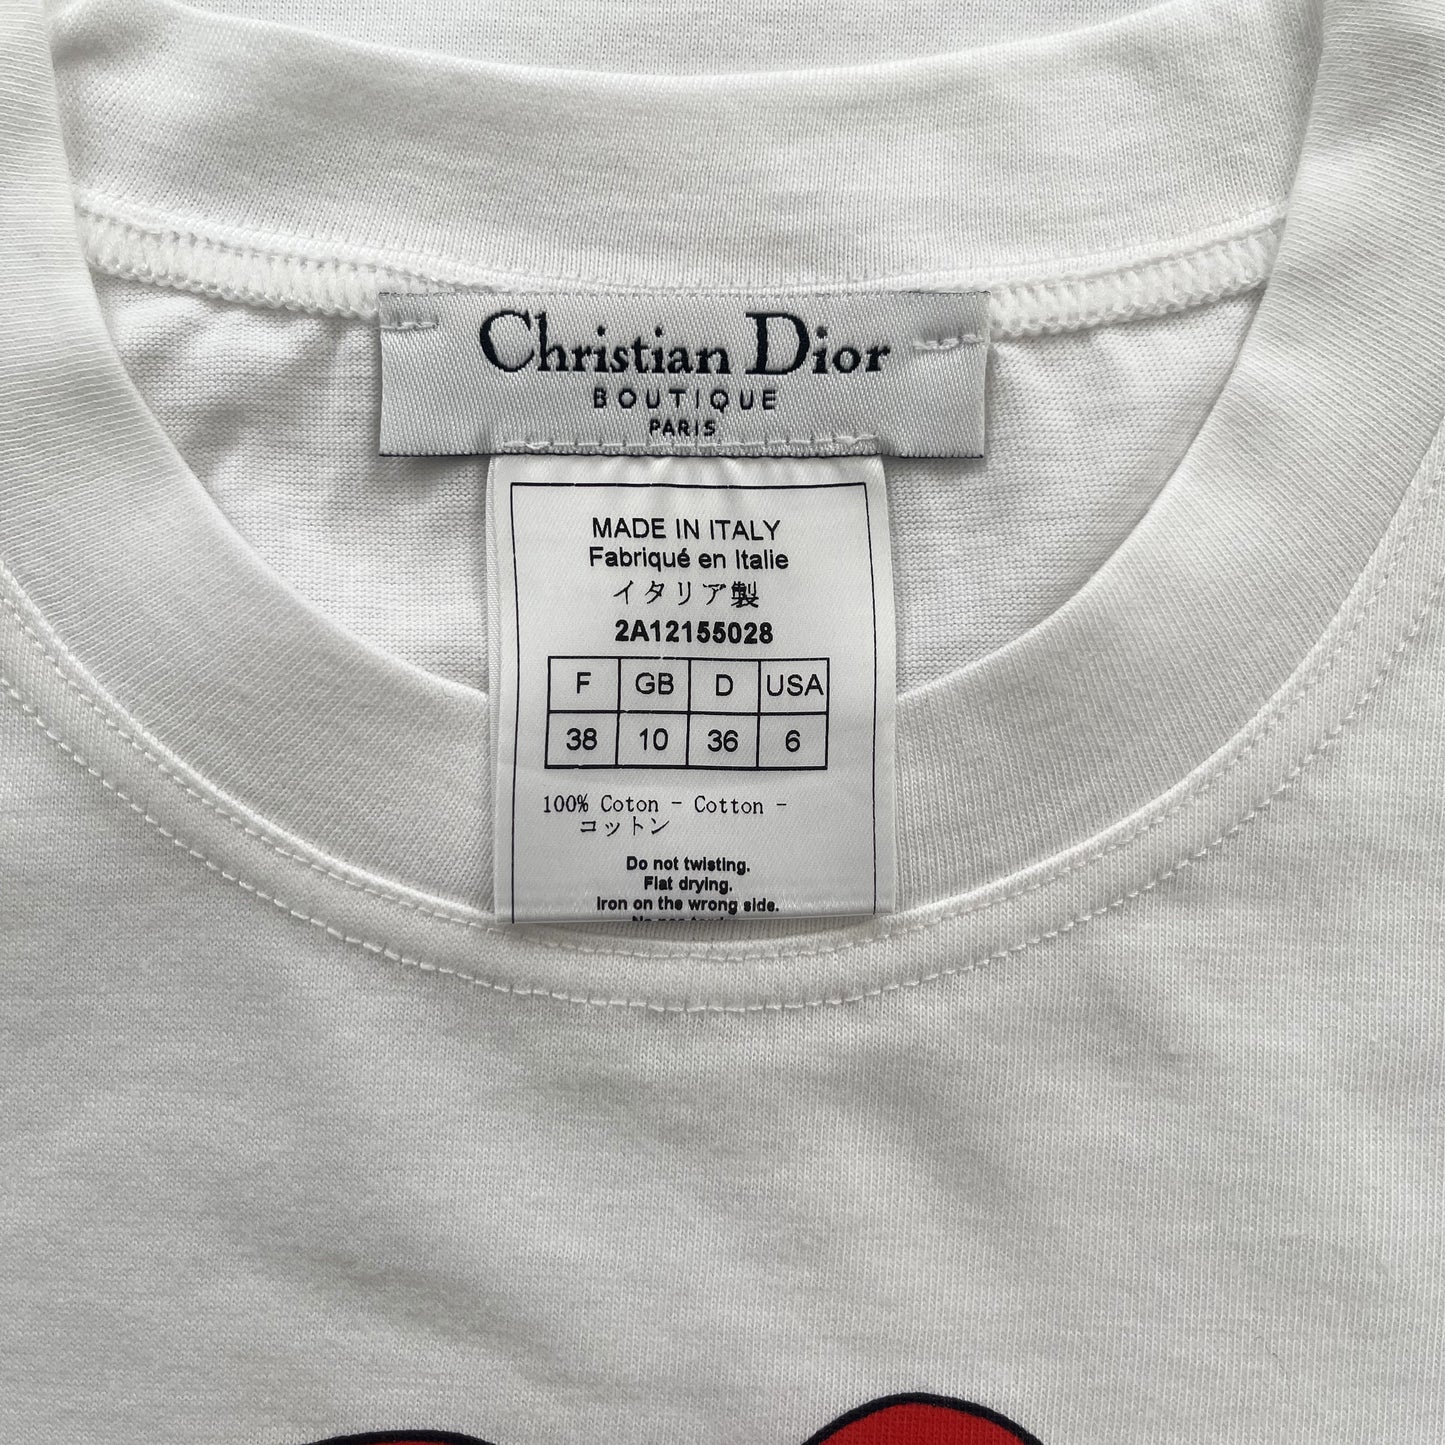 Christian Dior
BOUTIQUE
PARIS
MADE IN ITALY
Fabriqué en Italie
イタリア製
2A12155028
F GB D USA
38 10 36 6
100% Coton - Cotton -
コットン
Do not twisting.
Flat drying.
Iron on the wrong side.